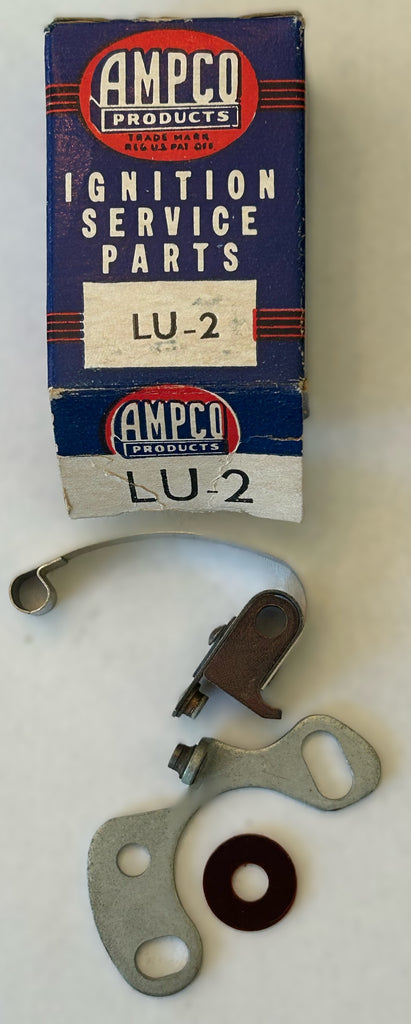 AMPCO
PRODUCTS
TRADE MARK
REG U.S. PAT OFF
IGNITION
SERVICE
PARTS
LU-2
AMPCO
PRODUCTS
LU-2